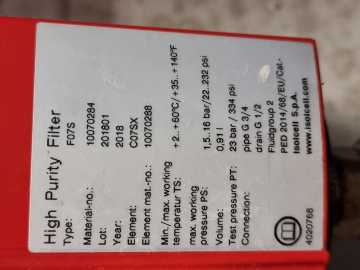 High Purity Filter
Type: F07S
Material-no.: 10070284
Lot: 201801
Year: 2018
Element: C07SX
Element mat.-no.: 10070288
Min./max. working
temperatur TS: +2..+60°C/+35..+140°F
max. working
pressure PS: 1,5..16 bar/22..232 psi
Volume: 0,91 l
Test pressure PT: 23 bar / 334 psi
Connection: pipe G 3/4
drain G 1/2
Fluidgroup 2
PED 2014/68/EU/Cat.-
Isolcell S.p.A.
www.isolcell.com
4020768